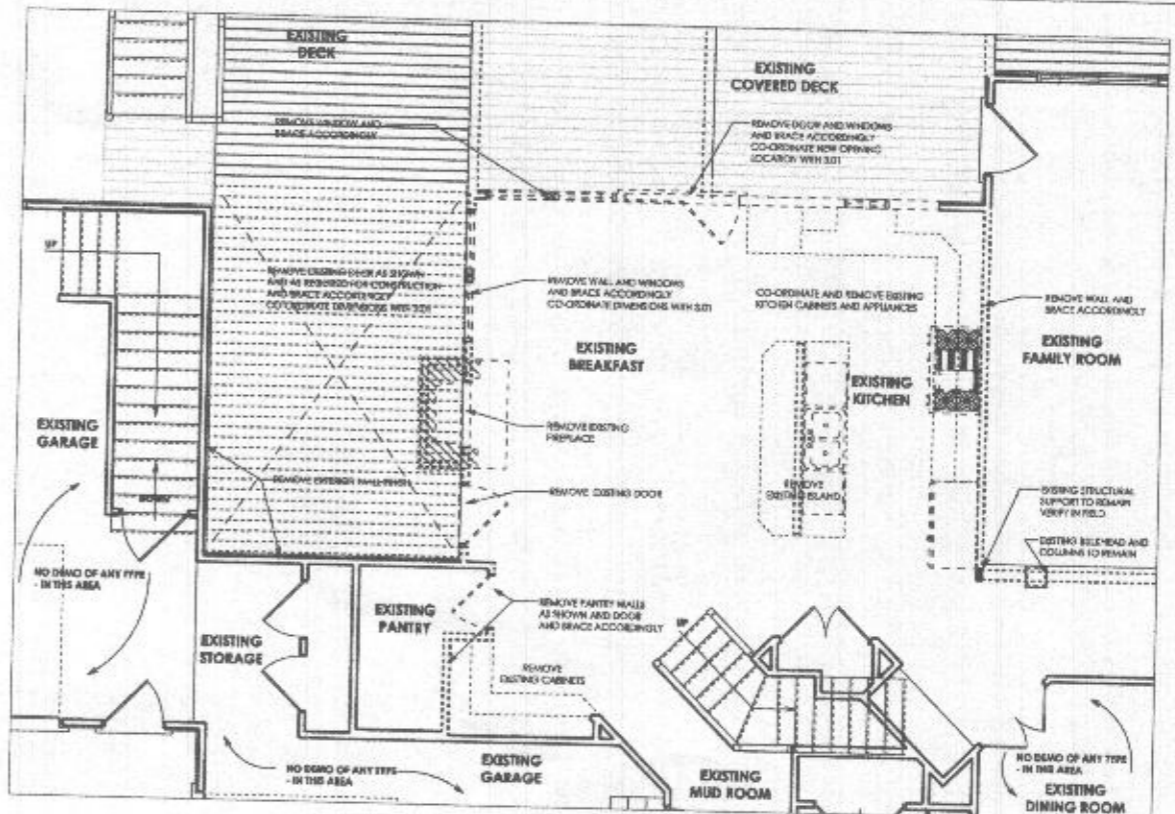 EXISTING
DECK
EXISTING
COVERED DECK
REMOVE WINDOW AND
BRACE ACCORDINGLY
REMOVE DOOR AND WINDOWS
AND BRACE ACCORDINGLY
CO-ORDINATE NEW OPENING
LOCATION WITH 3.01
UP
REMOVE EXISTING DECK AS SHOWN
AND AS REQUIRED FOR CONSTRUCTION
AND BRACE ACCORDINGLY
CO-ORDINATE DIMENSIONS WITH 3.01
REMOVE WALL AND WINDOWS
AND BRACE ACCORDINGLY
CO-ORDINATE DIMENSIONS WITH 3.01
CO-ORDINATE AND REMOVE EXISTING
KITCHEN CABINETS AND APPLIANCES
REMOVE WALL AND
BRACE ACCORDINGLY
EXISTING
BREAKFAST
EXISTING
FAMILY ROOM
EXISTING
KITCHEN
EXISTING
GARAGE
REMOVE EXISTING
FIREPLACE
REMOVE EXTERIOR WALL FINISH
REMOVE EXISTING DOOR
REMOVE
EXISTING ISLAND
DOWN
EXISTING STRUCTURAL
SUPPORT TO REMAIN
VERIFY IN FIELD
EXISTING BULKHEAD AND
COLUMNS TO REMAIN
NO DEMO OF ANY TYPE
- IN THIS AREA
EXISTING
PANTRY
REMOVE PANTRY WALLS
AS SHOWN AND DOOR
AND BRACE ACCORDINGLY
UP
EXISTING
STORAGE
REMOVE
EXISTING CABINETS
NO DEMO OF ANY TYPE
- IN THIS AREA
EXISTING
GARAGE
EXISTING
MUD ROOM
NO DEMO OF ANY TYPE
- IN THIS AREA
EXISTING
DINING ROOM